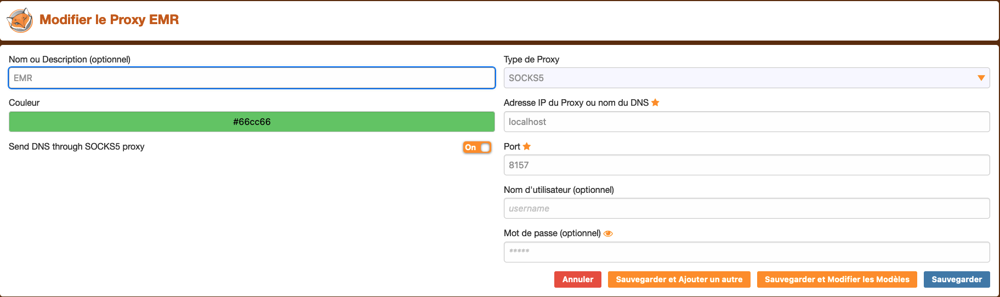 Modifier le Proxy EMR
Nom ou Description (optionnel)
EMR
Couleur
#66cc66
Send DNS through SOCKS5 proxy
On
Type de Proxy
SOCKS5
Adresse IP du Proxy ou nom du DNS
localhost
Port
8157
Nom d'utilisateur (optionnel)
username
Mot de passe (optionnel)
*****
Annuler
Sauvegarder et Ajouter un autre
Sauvegarder et Modifier les Modèles
Sauvegarder